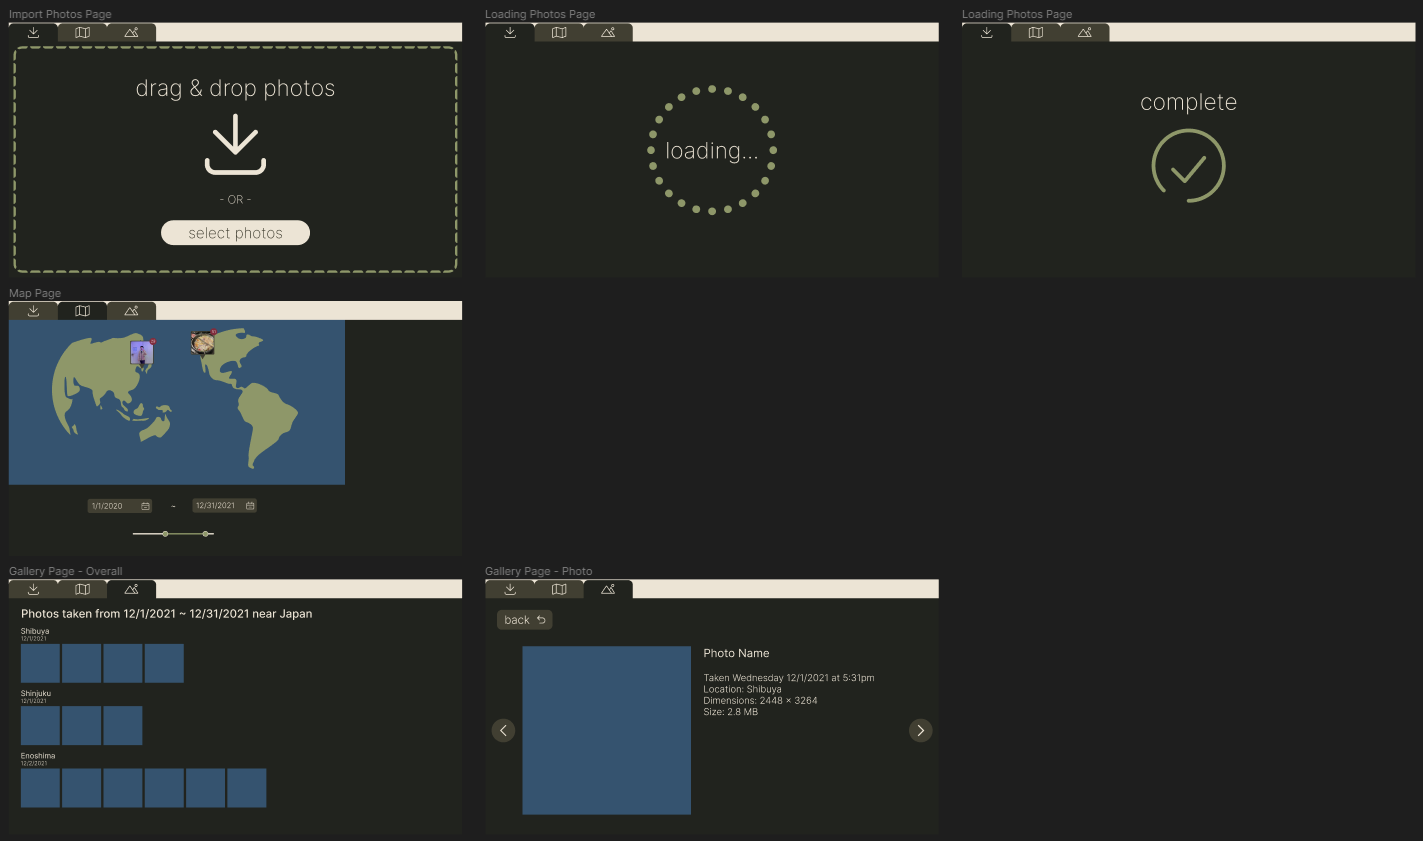 Import Photos Page
Loading Photos Page
Loading Photos Page
drag & drop photos
- OR -
select photos
loading...
complete
Map Page
1/1/2020
~
12/31/2021
Gallery Page - Overall
Photos taken from 12/1/2021 ~ 12/31/2021 near Japan
Shibuya
12/1/2021
Shinjuku
12/1/2021
Enoshima
12/2/2021
Gallery Page - Photo
back
Photo Name
Taken Wednesday 12/1/2021 at 5:31pm
Location: Shibuya
Dimensions: 2448 × 3264
Size: 2.8 MB